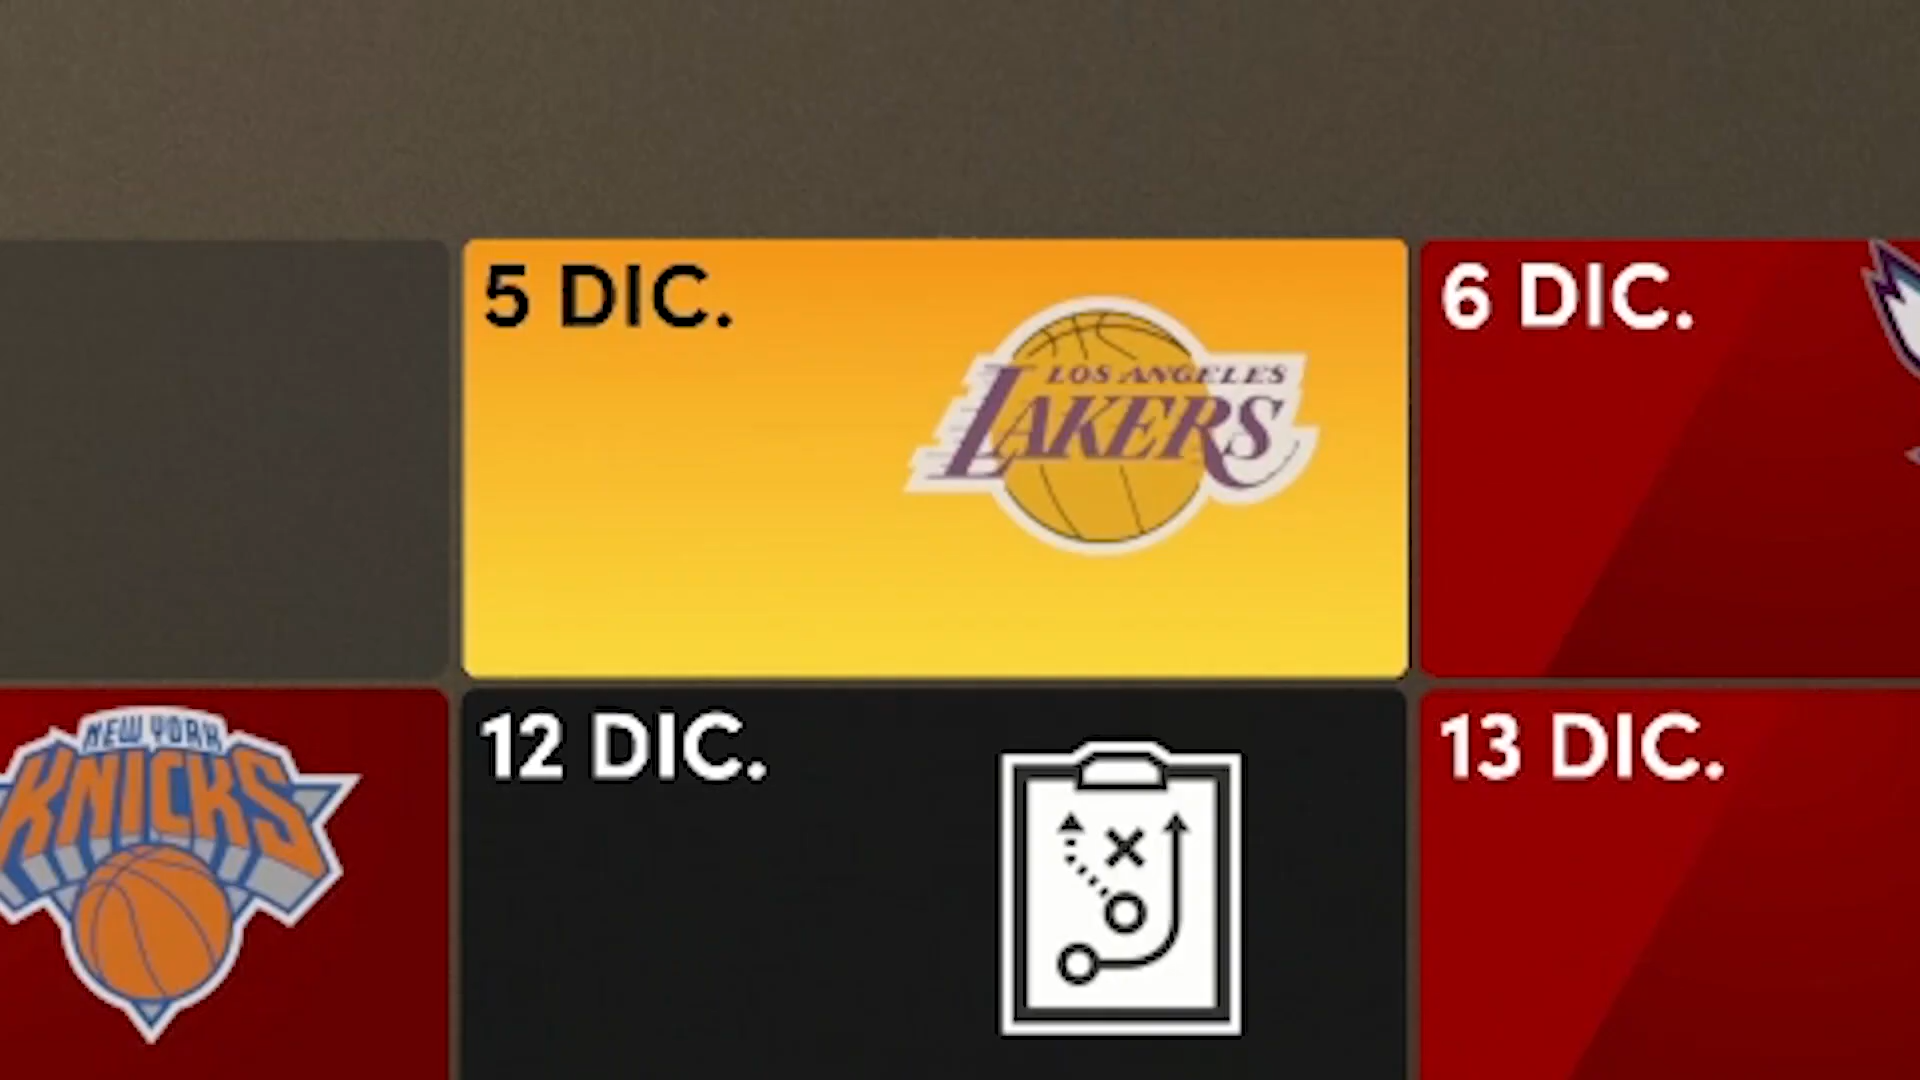 5 DIC.
LOS ANGELES
LAKERS
6 DIC.
NEW YORK
KNICKS
12 DIC.
13 DIC.